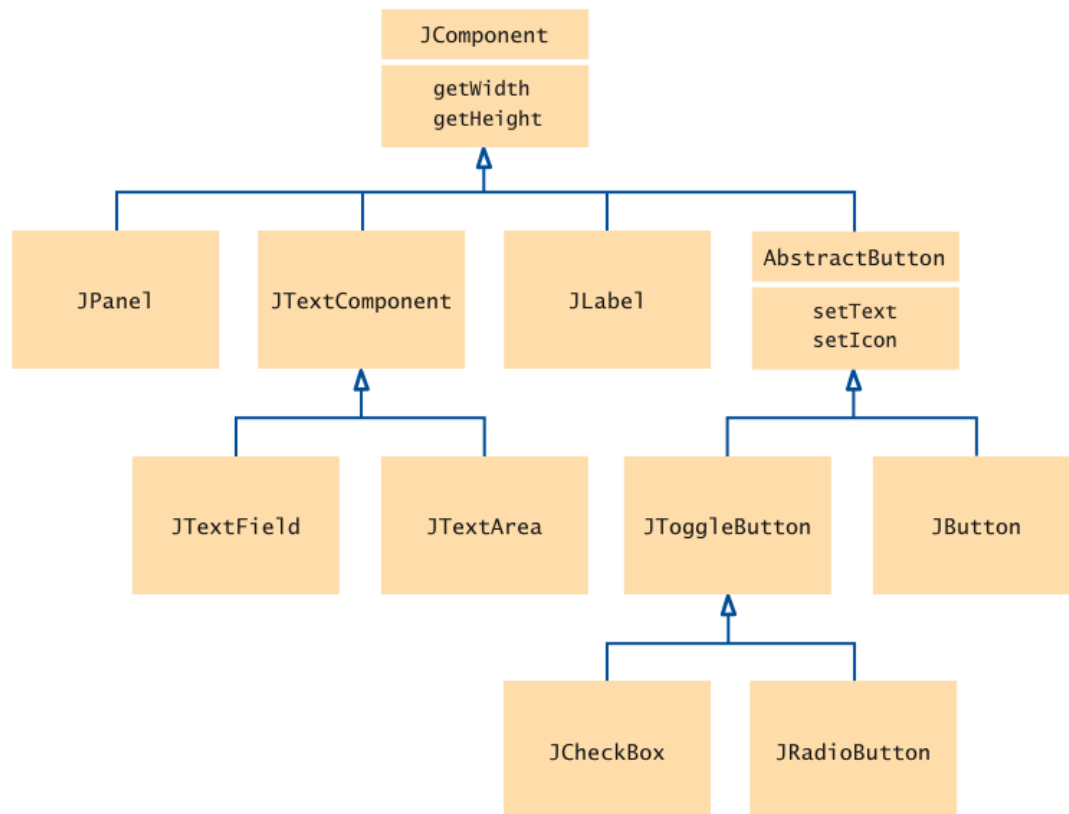 JComponent
getWidth
getHeight
JPanel
JTextComponent
JLabel
AbstractButton
setText
setIcon
JTextField
JTextArea
JToggleButton
JButton
JCheckBox
JRadioButton